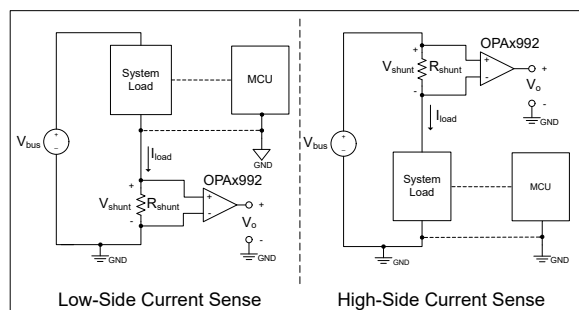 OPAx992
System
Load
MCU
V_shunt
R_shunt
V_o
GND
I_load
V_bus
GND
I_load
OPAx992
V_bus
System
Load
MCU
V_shunt
R_shunt
V_o
GND
GND
GND
Low-Side Current Sense
High-Side Current Sense